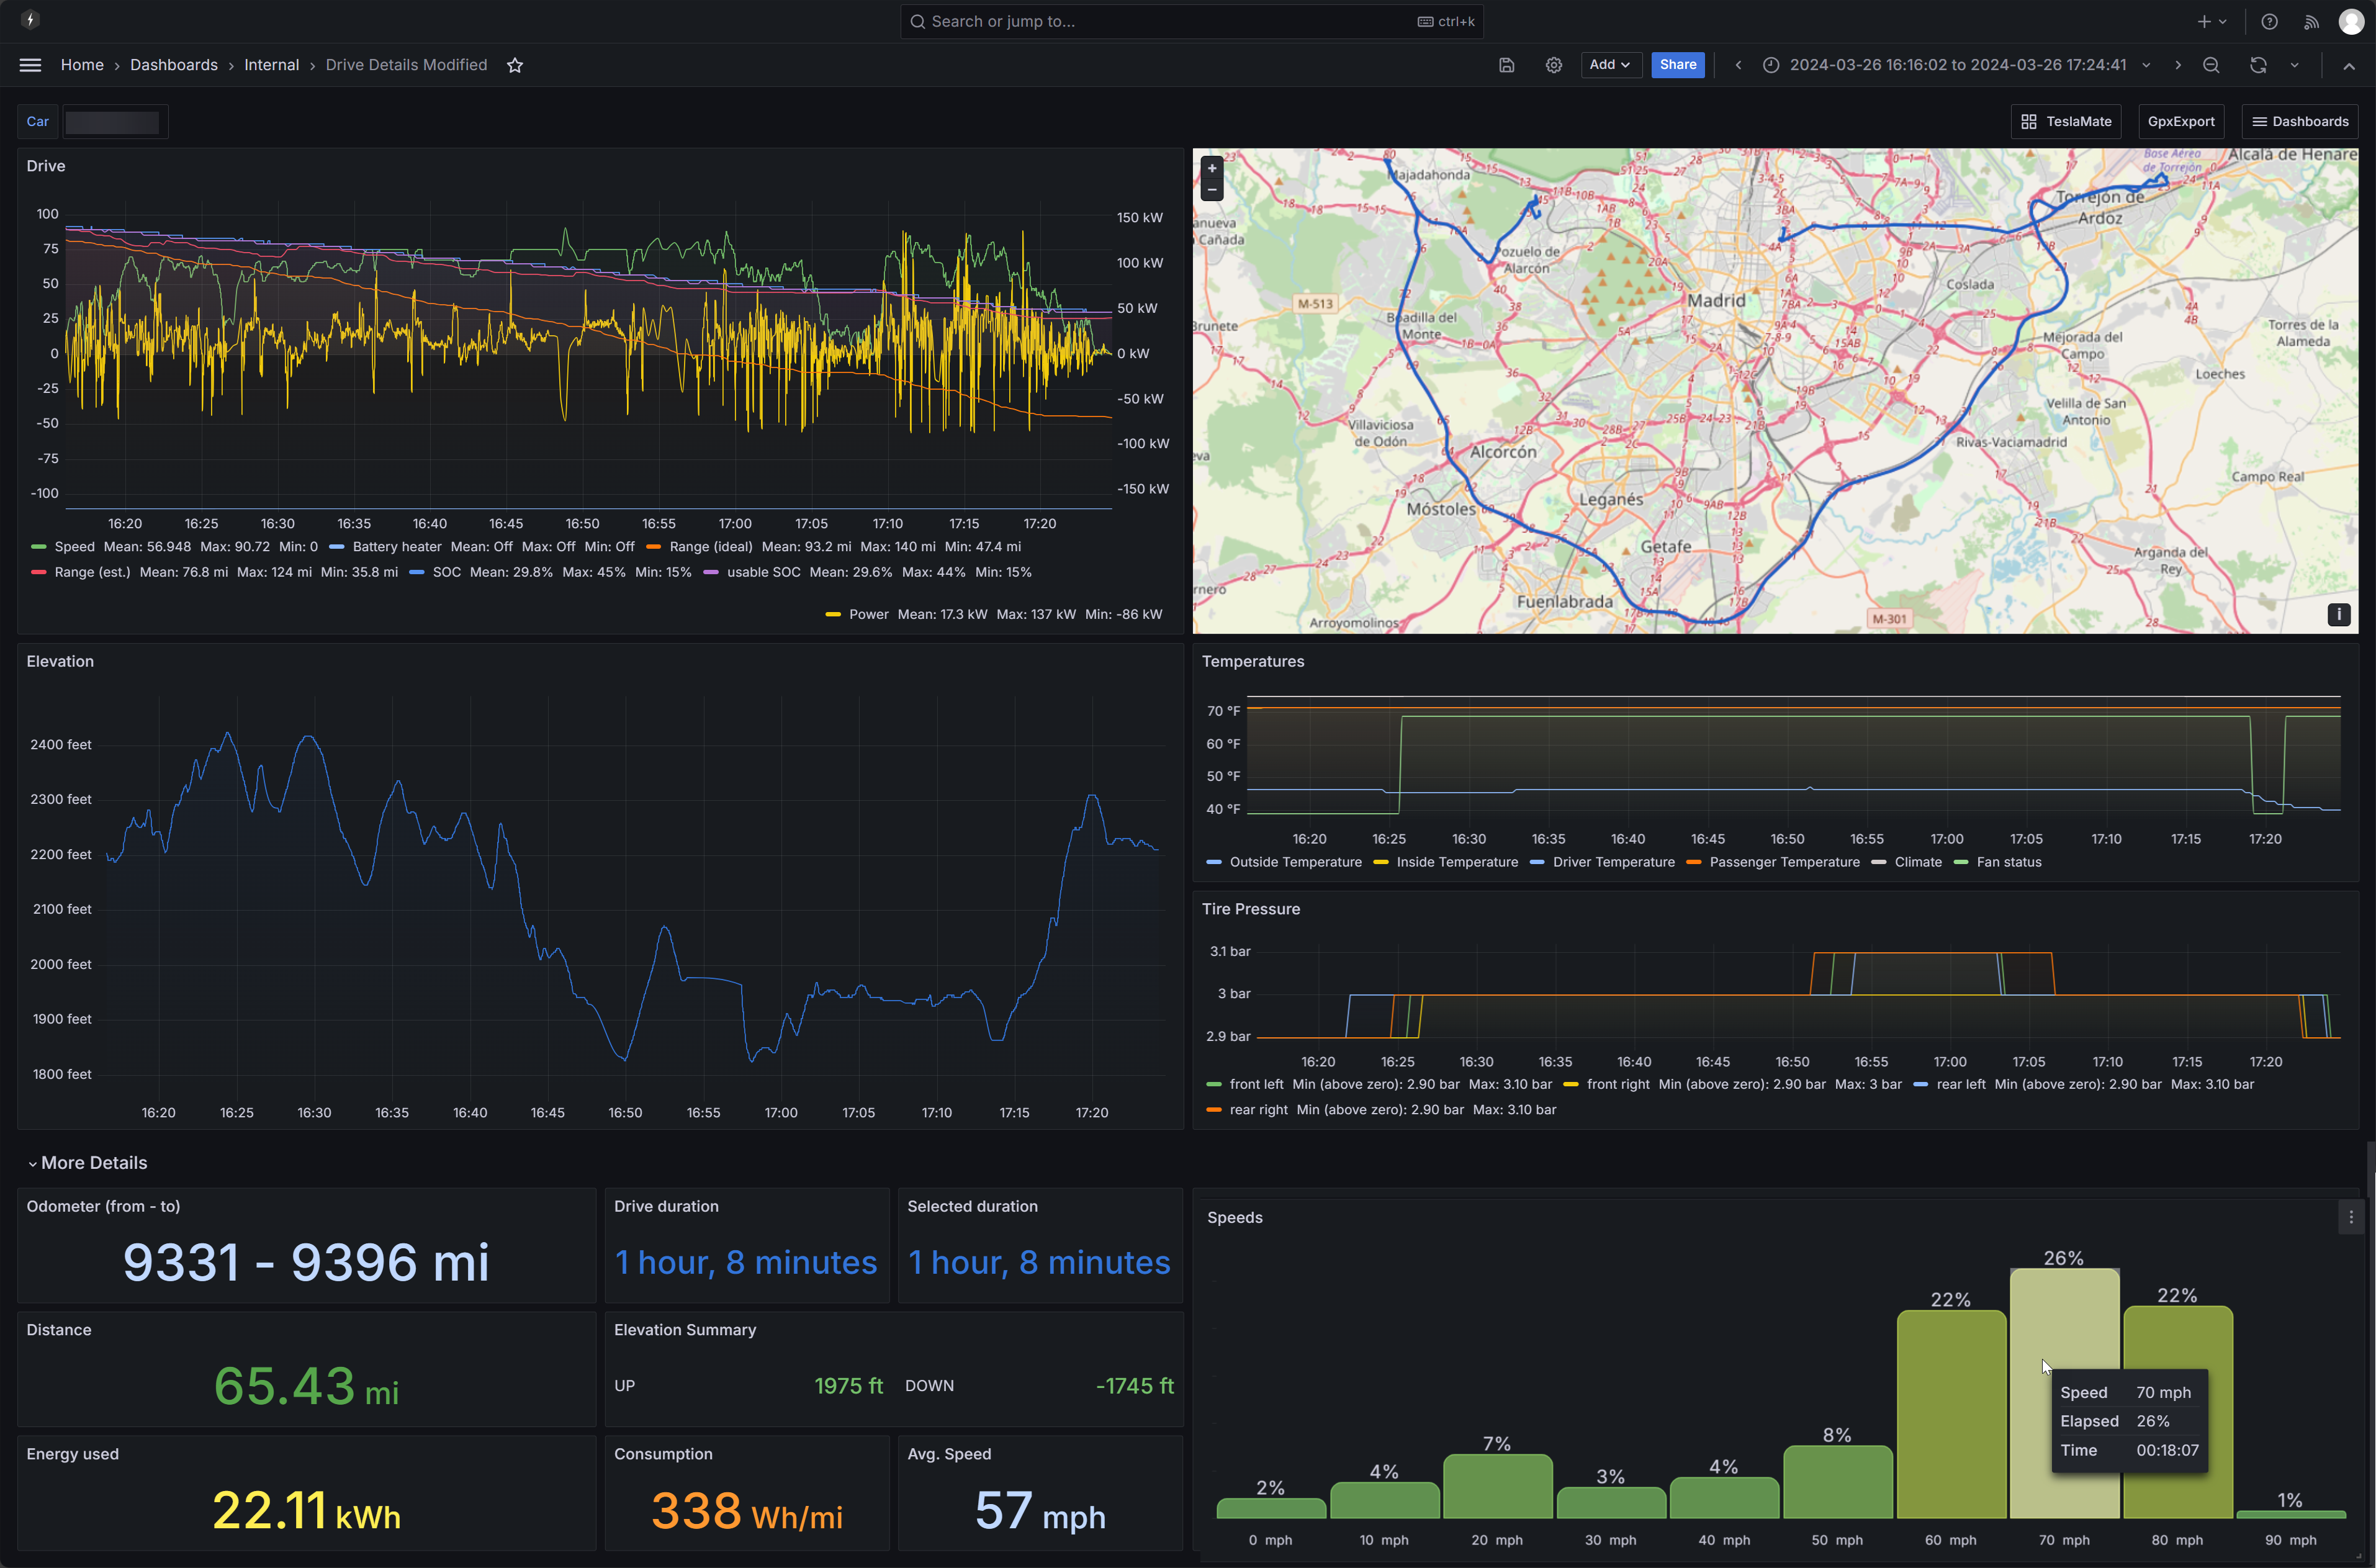 Search or jump to... ctrl+k
Home › Dashboards › Internal › Drive Details Modified
Add Share 2024-03-26 16:16:02 to 2024-03-26 17:24:41
Car
TeslaMate GpxExport Dashboards
Drive
100
75
50
25
0
-25
-50
-75
-100
150 kW
100 kW
50 kW
0 kW
-50 kW
-100 kW
-150 kW
16:20 16:25 16:30 16:35 16:40 16:45 16:50 16:55 17:00 17:05 17:10 17:15 17:20
Speed Mean: 56.948 Max: 90.72 Min: 0 Battery heater Mean: Off Max: Off Min: Off Range (ideal) Mean: 93.2 mi Max: 140 mi Min: 47.4 mi
Range (est.) Mean: 76.8 mi Max: 124 mi Min: 35.8 mi SOC Mean: 29.8% Max: 45% Min: 15% usable SOC Mean: 29.6% Max: 44% Min: 15%
Power Mean: 17.3 kW Max: 137 kW Min: -86 kW
+
−
Majadahonda
Base Aérea
de Torrejón
Alcalá de Henare
Torrejón de
Ardoz
anueva
Cañada
Pozuelo de
Alarcón
M-513
Madrid
Coslada
Brunete
Boadilla del
Monte
Mejorada del
Campo
Torres de la
Alameda
Loeches
Villaviciosa
de Odón
Velilla de San
Antonio
Alcorcón
Rivas-Vaciamadrid
Campo Real
Leganés
Móstoles
Getafe
Arganda del
Rey
Fuenlabrada
Arroyomolinos
M-301
i
Elevation
2400 feet
2300 feet
2200 feet
2100 feet
2000 feet
1900 feet
1800 feet
16:20 16:25 16:30 16:35 16:40 16:45 16:50 16:55 17:00 17:05 17:10 17:15 17:20
Temperatures
70 °F
60 °F
50 °F
40 °F
16:20 16:25 16:30 16:35 16:40 16:45 16:50 16:55 17:00 17:05 17:10 17:15 17:20
Outside Temperature Inside Temperature Driver Temperature Passenger Temperature Climate Fan status
Tire Pressure
3.1 bar
3 bar
2.9 bar
16:20 16:25 16:30 16:35 16:40 16:45 16:50 16:55 17:00 17:05 17:10 17:15 17:20
front left Min (above zero): 2.90 bar Max: 3.10 bar front right Min (above zero): 2.90 bar Max: 3 bar rear left Min (above zero): 2.90 bar Max: 3.10 bar
rear right Min (above zero): 2.90 bar Max: 3.10 bar
More Details
Odometer (from - to)
9331 - 9396 mi
Drive duration
1 hour, 8 minutes
Selected duration
1 hour, 8 minutes
Distance
65.43 mi
Elevation Summary
UP 1975 ft DOWN -1745 ft
Energy used
22.11 kWh
Consumption
338 Wh/mi
Avg. Speed
57 mph
Speeds
2% 4% 7% 3% 4% 8% 22% 26% 22% 1%
Speed 70 mph
Elapsed 26%
Time 00:18:07
0 mph 10 mph 20 mph 30 mph 40 mph 50 mph 60 mph 70 mph 80 mph 90 mph